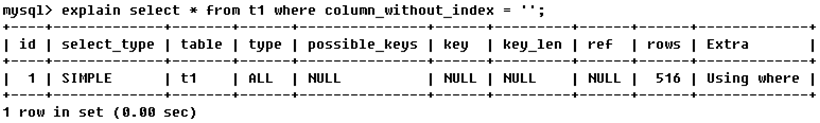 mysql> explain select * from t1 where column_without_index = '';
+----+-------------+-------+------+---------------+------+---------+------+------+-------------+
| id | select_type | table | type | possible_keys | key | key_len | ref | rows | Extra |
+----+-------------+-------+------+---------------+------+---------+------+------+-------------+
| 1 | SIMPLE | t1 | ALL | NULL | NULL | NULL | NULL | 516 | Using where |
+----+-------------+-------+------+---------------+------+---------+------+------+-------------+
1 row in set (0.00 sec)